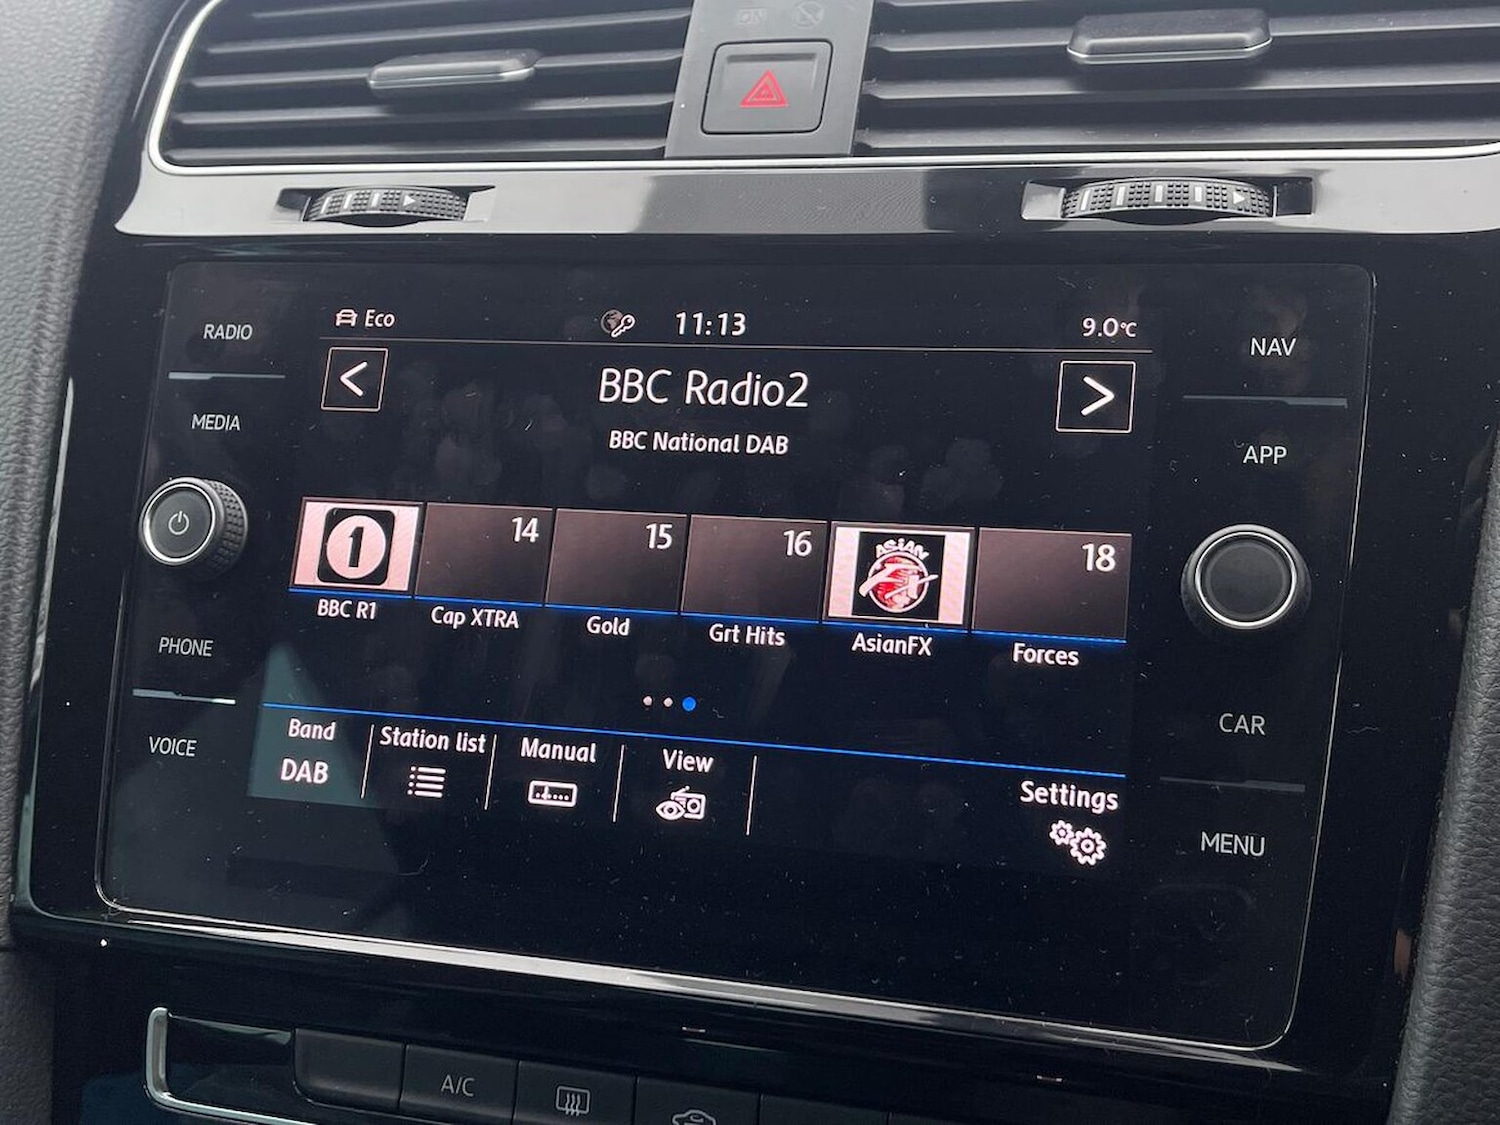 RADIO
MEDIA
PHONE
VOICE
Eco
11:13
9.0°C
<
BBC Radio2
>
BBC National DAB
1
14
15
16
ASIAN
18
BBC R1
Cap XTRA
Gold
Grt Hits
AsianFX
Forces
Band
DAB
Station list
Manual
View
Settings
NAV
APP
CAR
MENU
A/C